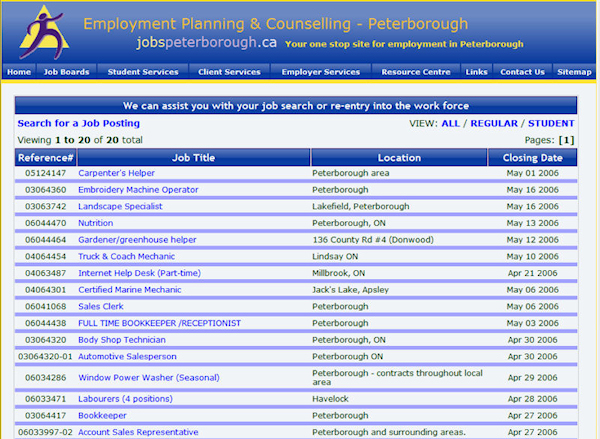 Employment Planning & Counselling - Peterborough
jobspeterborough.ca Your one stop site for employment in Peterborough
Home Job Boards Student Services Client Services Employer Services Resource Centre Links Contact Us Sitemap
We can assist you with your job search or re-entry into the work force
Search for a Job Posting VIEW: ALL / REGULAR / STUDENT
Viewing 1 to 20 of 20 total Pages: [1]
Reference# Job Title Location Closing Date
05124147 Carpenter's Helper Peterborough area May 01 2006
03064360 Embroidery Machine Operator Peterborough May 16 2006
03063742 Landscape Specialist Lakefield, Peterborough May 16 2006
06044470 Nutrition Peterborough, ON May 13 2006
06044464 Gardener/greenhouse helper 136 County Rd #4 (Donwood) May 12 2006
04064454 Truck & Coach Mechanic Lindsay ON May 10 2006
04063487 Internet Help Desk (Part-time) Millbrook, ON Apr 21 2006
04064301 Certified Marine Mechanic Jack's Lake, Apsley May 06 2006
06041068 Sales Clerk Peterborough May 06 2006
06044438 FULL TIME BOOKKEEPER /RECEPTIONIST Peterborough May 03 2006
03064320 Body Shop Technician Peterborough, ON Apr 30 2006
03064320-01 Automotive Salesperson Peterborough ON Apr 30 2006
06034286 Window Power Washer (Seasonal) Peterborough - contracts throughout local area Apr 29 2006
06033471 Labourers (4 positions) Havelock Apr 28 2006
03064417 Bookkeeper Peterborough Apr 27 2006
06033997-02 Account Sales Representative Peterborough and surrounding areas. Apr 27 2006